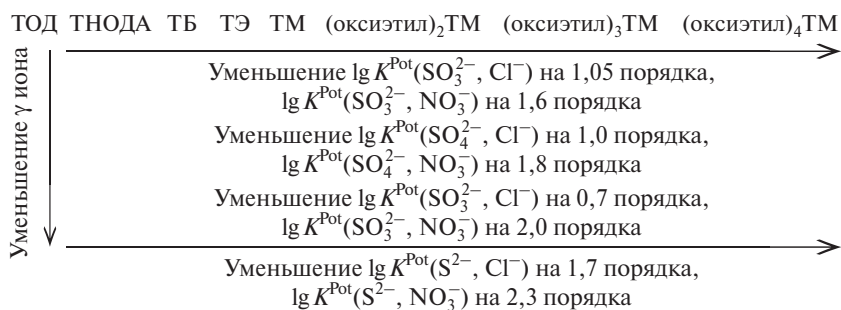 ТОД ТНОДА ТБ ТЭ ТМ (оксиэтил)₂ТМ (оксиэтил)₃ТМ (оксиэтил)₄ТМ
Уменьшение γ иона
Уменьшение lg K^Pot(SO₃²⁻, Cl⁻) на 1,05 порядка,
lg K^Pot(SO₃²⁻, NO₃⁻) на 1,6 порядка
Уменьшение lg K^Pot(SO₄²⁻, Cl⁻) на 1,0 порядка,
lg K^Pot(SO₄²⁻, NO₃⁻) на 1,8 порядка
Уменьшение lg K^Pot(SO₃²⁻, Cl⁻) на 0,7 порядка,
lg K^Pot(SO₃²⁻, NO₃⁻) на 2,0 порядка
Уменьшение lg K^Pot(S²⁻, Cl⁻) на 1,7 порядка,
lg K^Pot(S²⁻, NO₃⁻) на 2,3 порядка